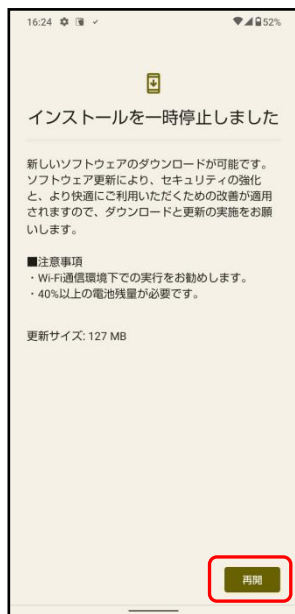 16:24 52%
インストールを一時停止しました
新しいソフトウェアのダウンロードが可能です。
ソフトウェア更新により、セキュリティの強化
と、より快適にご利用いただくための改善が適用
されますので、ダウンロードと更新の実施をお願
いします。
■注意事項
・Wi-Fi通信環境下での実行をお勧めします。
・40%以上の電池残量が必要です。
更新サイズ: 127 MB
再開